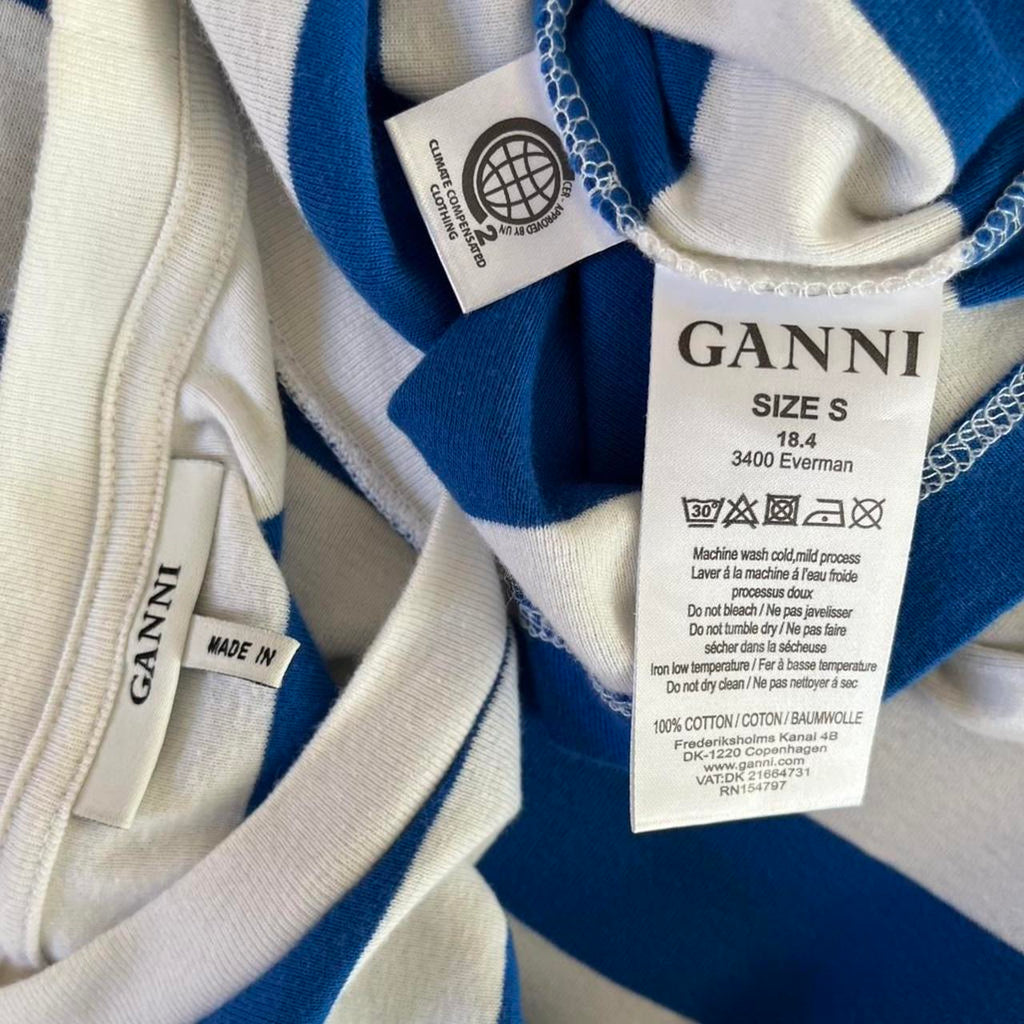 CLIMATE COMPENSATED
CLOTHING
2
CER - APPROVED BY UN
GANNI
SIZE S
18.4
3400 Everman
30°
Machine wash cold,mild process
Laver á la machine á l'eau froide
processus doux
Do not bleach / Ne pas javelisser
Do not tumble dry / Ne pas faire
sécher dans la sécheuse
Iron low temperature / Fer à basse temperature
Do not dry clean / Ne pas nettoyer á sec
100% COTTON / COTON / BAUMWOLLE
Frederiksholms Kanal 4B
DK-1220 Copenhagen
www.ganni.com
VAT:DK 21664731
RN154797
GANNI
MADE IN